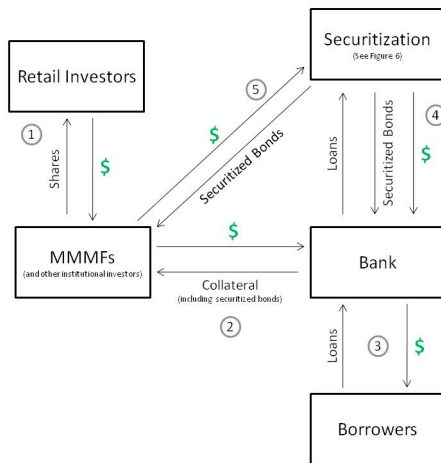 Securitization
(See Figure 6)
Retail Investors
5
1
Shares
$
$
Securitized Bonds
Loans
Securitized Bonds
4
$
MMMFs
(and other institutional investors)
$
Collateral
(including securitized bonds)
2
Bank
Loans
3
$
Borrowers